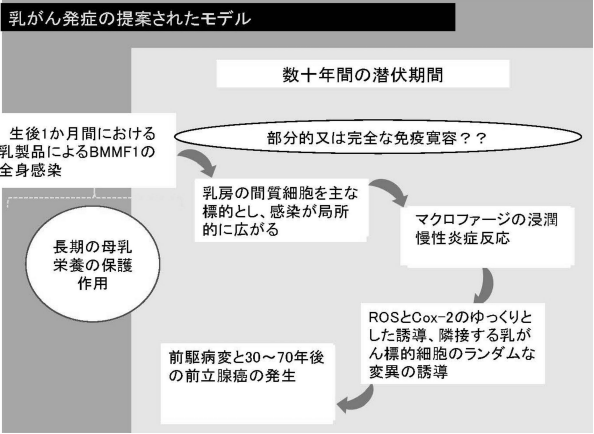 乳がん発症の提案されたモデル
数十年間の潜伏期間
生後1か月間における
乳製品によるBMMF1の
全身感染
部分的又は完全な免疫寛容??
乳房の間質細胞を主な
標的とし、感染が局所
的に広がる
マクロファージの浸潤
慢性炎症反応
長期の母乳
栄養の保護
作用
ROSとCox-2のゆっくりと
した誘導、隣接する乳が
ん標的細胞のランダムな
変異の誘導
前駆病変と30~70年後
の前立腺癌の発生